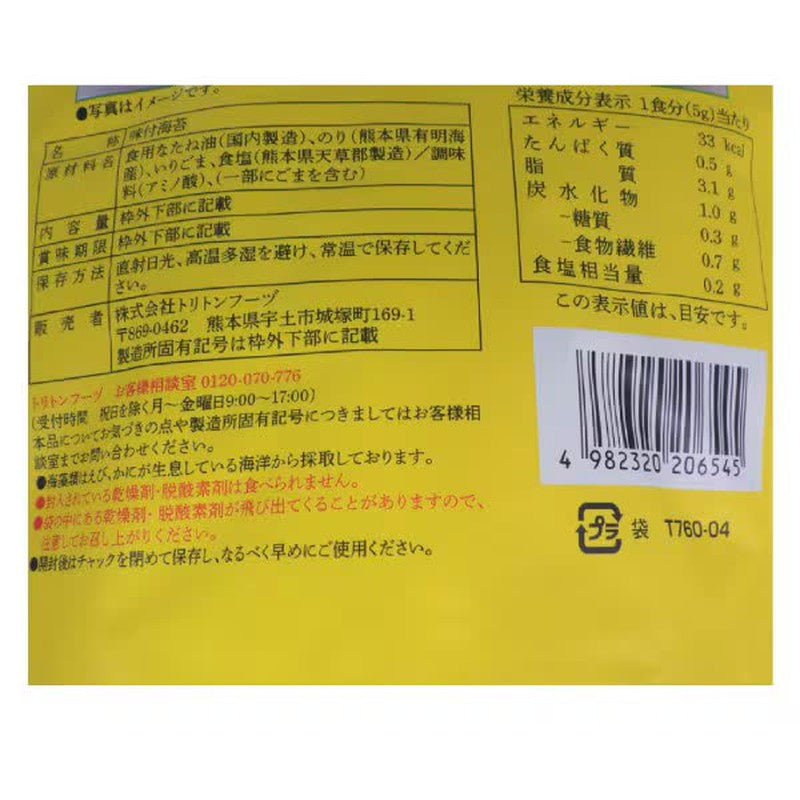 ●写真はイメージです。
名称 味付海苔
原材料名 食用なたね油(国内製造)、のり(熊本県有明海
産)、いりごま、食塩(熊本県天草郡製造)/調味
料(アミノ酸)、(一部にごまを含む)
内容量 枠外下部に記載
賞味期限 枠外下部に記載
保存方法 直射日光、高温多湿を避け、常温で保存してくだ
さい。
販売者 株式会社トリトンフーヅ
〒869-0462 熊本県宇土市城塚町169-1
製造所固有記号は枠外下部に記載
トリトンフーヅ お客様相談室 0120-070-776
(受付時間 祝日を除く月〜金曜日9:00〜17:00)
本品についてお気づきの点や製造所固有記号につきましてはお客様相
談室までお問い合わせください。
●海藻類はえび、かにが生息している海洋から採取しております。
●封入されている乾燥剤・脱酸素剤は食べられません。
●袋の中にある乾燥剤・脱酸素剤が飛び出てくることがありますので、
注意してお召し上がりください。
●開封後はチャックを閉めて保存し、なるべく早めにご使用ください。
栄養成分表示 1食分(5g)当たり
エネルギー 33 kcal
たんぱく質 0.5 g
脂質 3.1 g
炭水化物 1.0 g
-糖質 0.3 g
-食物繊維 0.7 g
食塩相当量 0.2 g
この表示値は、目安です。
4 982320 206545
プラ 袋 T760-04